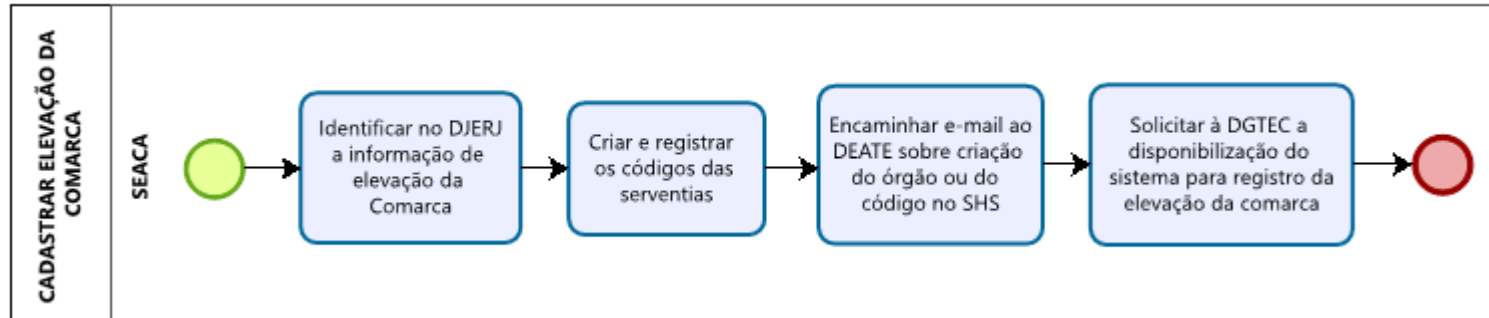 CADASTRAR ELEVAÇÃO DA
COMARCA
SEACA
Identificar no DJERJ
a informação de
elevação da
Comarca
Criar e registrar
os códigos das
serventias
Encaminhar e-mail ao
DEATE sobre criação
do órgão ou do
código no SHS
Solicitar à DGTEC a
disponibilização do
sistema para registro da
elevação da comarca